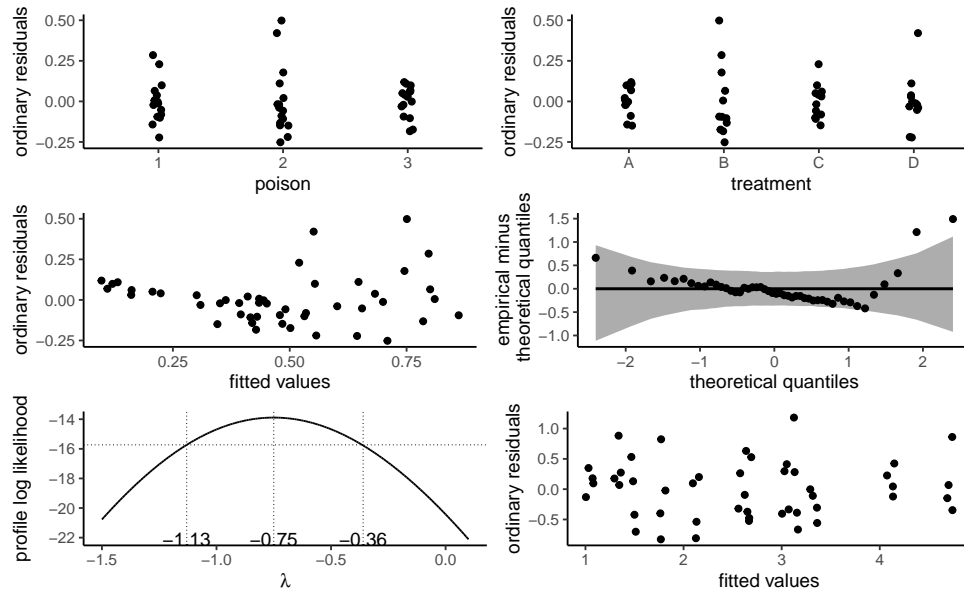 0.50
0.25
0.00
−0.25
ordinary residuals
1 2 3
poison
0.50
0.25
0.00
−0.25
ordinary residuals
A B C D
treatment
0.50
0.25
0.00
−0.25
ordinary residuals
0.25 0.50 0.75
fitted values
1.5
1.0
0.5
0.0
−0.5
−1.0
empirical minus
theoretical quantiles
−2 −1 0 1 2
theoretical quantiles
−14
−16
−18
−20
−22
profile log likelihood
−1.13 −0.75 −0.36
−1.5 −1.0 −0.5 0.0
λ
1.0
0.5
0.0
−0.5
ordinary residuals
1 2 3 4
fitted values